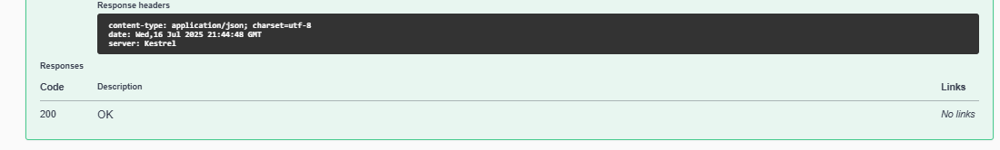 Response headers
content-type: application/json; charset=utf-8
date: Wed,16 Jul 2025 21:44:48 GMT
server: Kestrel
Responses
Code Description Links
200 OK No links